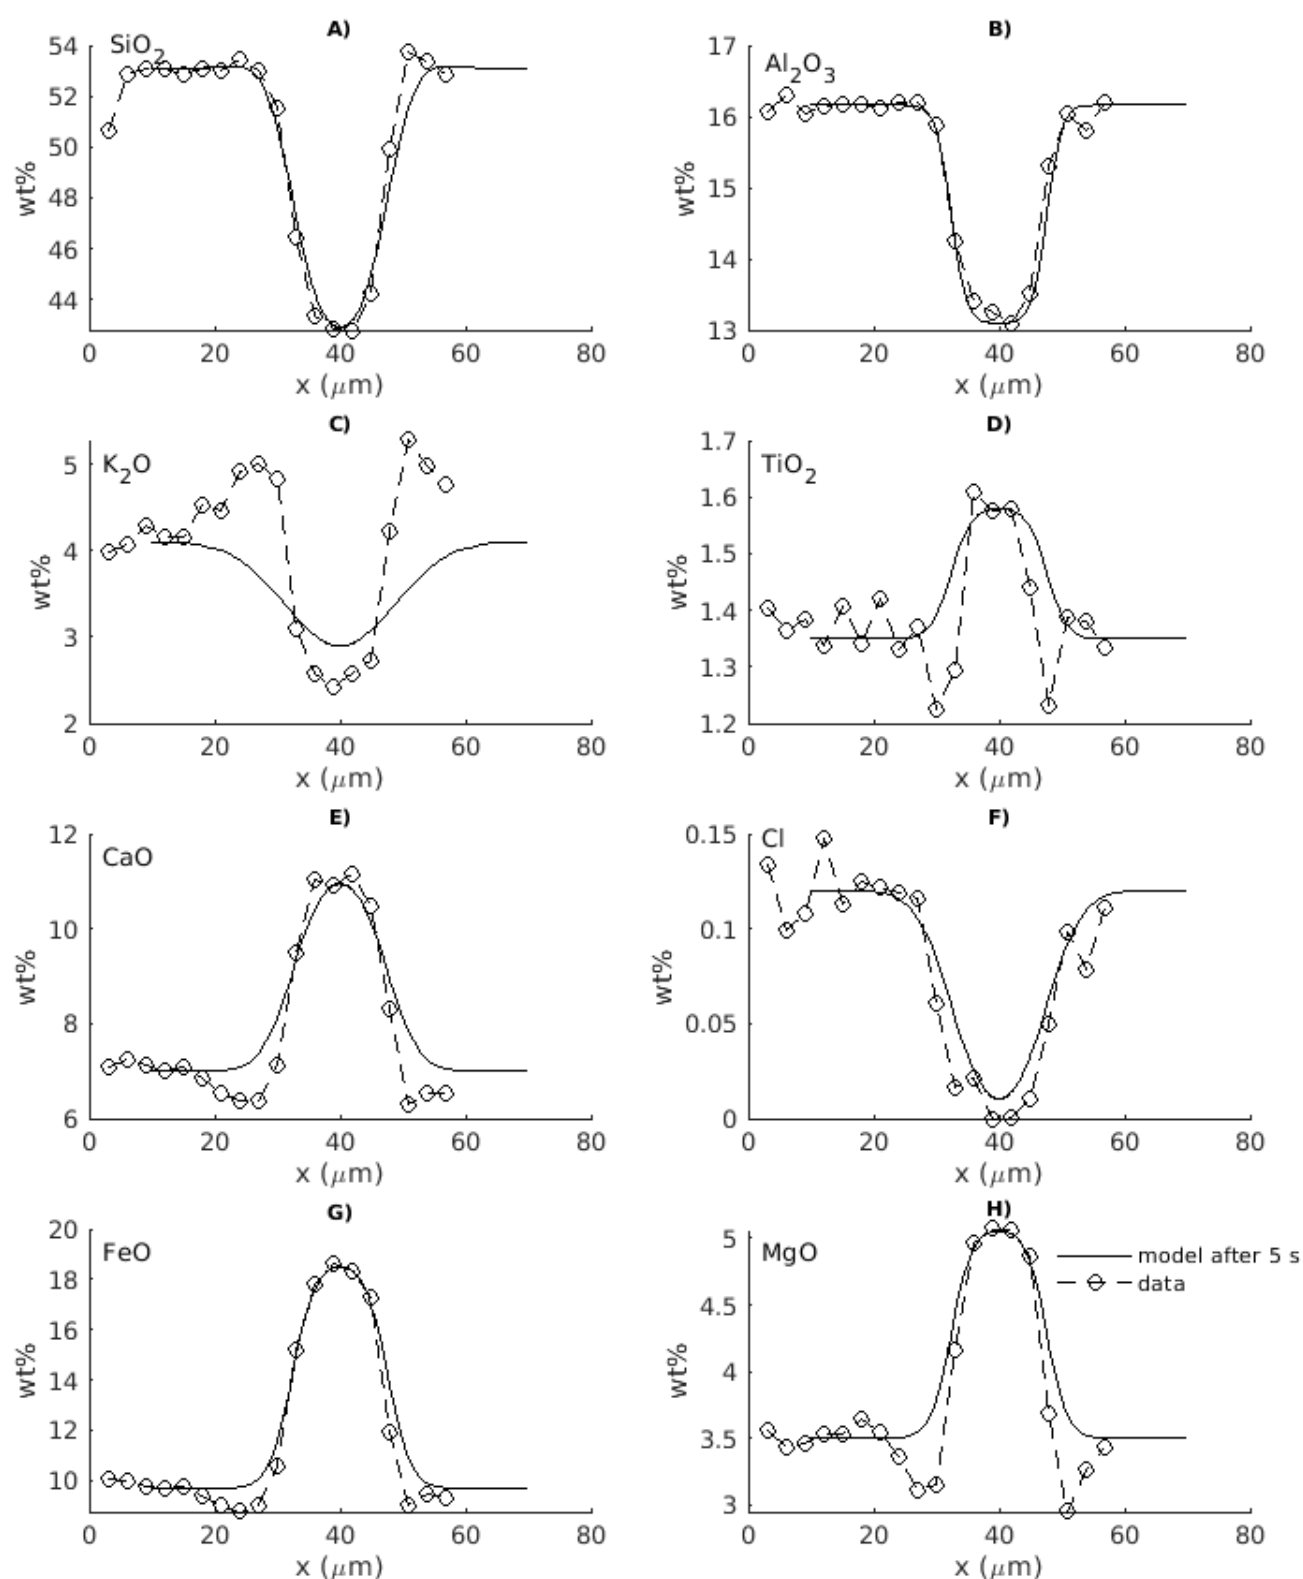 A)
SiO2
54
52
50
48
46
44
wt%
0 20 40 60 80
x (μm)
B)
Al2O3
17
16
15
14
13
wt%
0 20 40 60 80
x (μm)
C)
K2O
5
4
3
2
wt%
0 20 40 60 80
x (μm)
D)
TiO2
1.7
1.6
1.5
1.4
1.3
1.2
wt%
0 20 40 60 80
x (μm)
E)
CaO
12
10
8
6
wt%
0 20 40 60 80
x (μm)
F)
Cl
0.15
0.1
0.05
0
wt%
0 20 40 60 80
x (μm)
G)
FeO
20
18
16
14
12
10
wt%
0 20 40 60 80
x (μm)
H)
MgO
5
4.5
4
3.5
3
wt%
model after 5 s
data
0 20 40 60 80
x (μm)